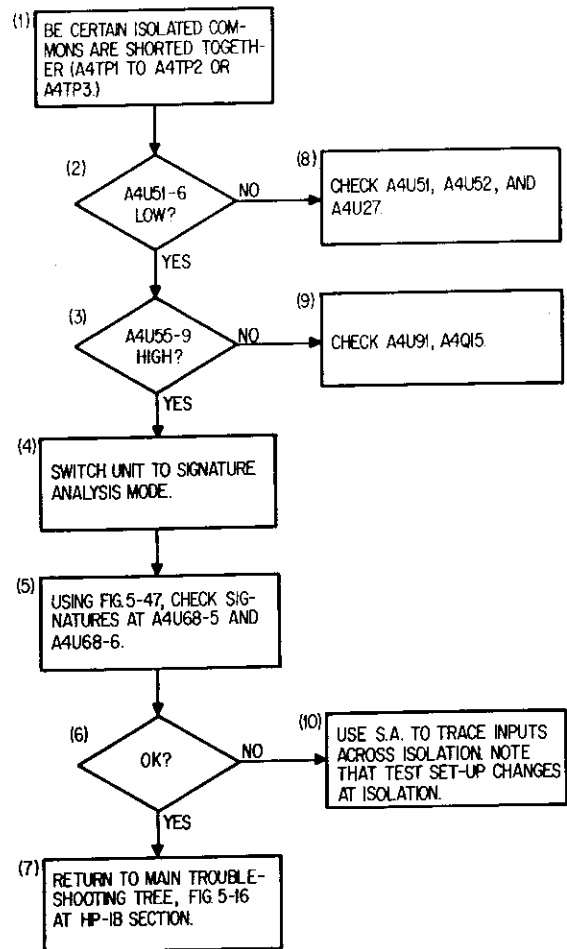 (1)
BE CERTAIN ISOLATED COM-
MONS ARE SHORTED TOGETH-
ER (A4TP1 TO A4TP2 OR
A4TP3.)
(2)
A4U51-6
LOW?
NO
YES
(8)
CHECK A4U51, A4U52, AND
A4U27.
(3)
A4U55-9
HIGH?
NO
YES
(9)
CHECK A4U91, A4Q15.
(4)
SWITCH UNIT TO SIGNATURE
ANALYSIS MODE.
(5)
USING FIG. 5-47, CHECK SIG-
NATURES AT A4U68-5 AND
A4U68-6.
(6)
OK?
NO
YES
(10)
USE S.A. TO TRACE INPUTS
ACROSS ISOLATION. NOTE
THAT TEST SET-UP CHANGES
AT ISOLATION.
(7)
RETURN TO MAIN TROUBLE-
SHOOTING TREE, FIG. 5-16
AT HP-IB SECTION.